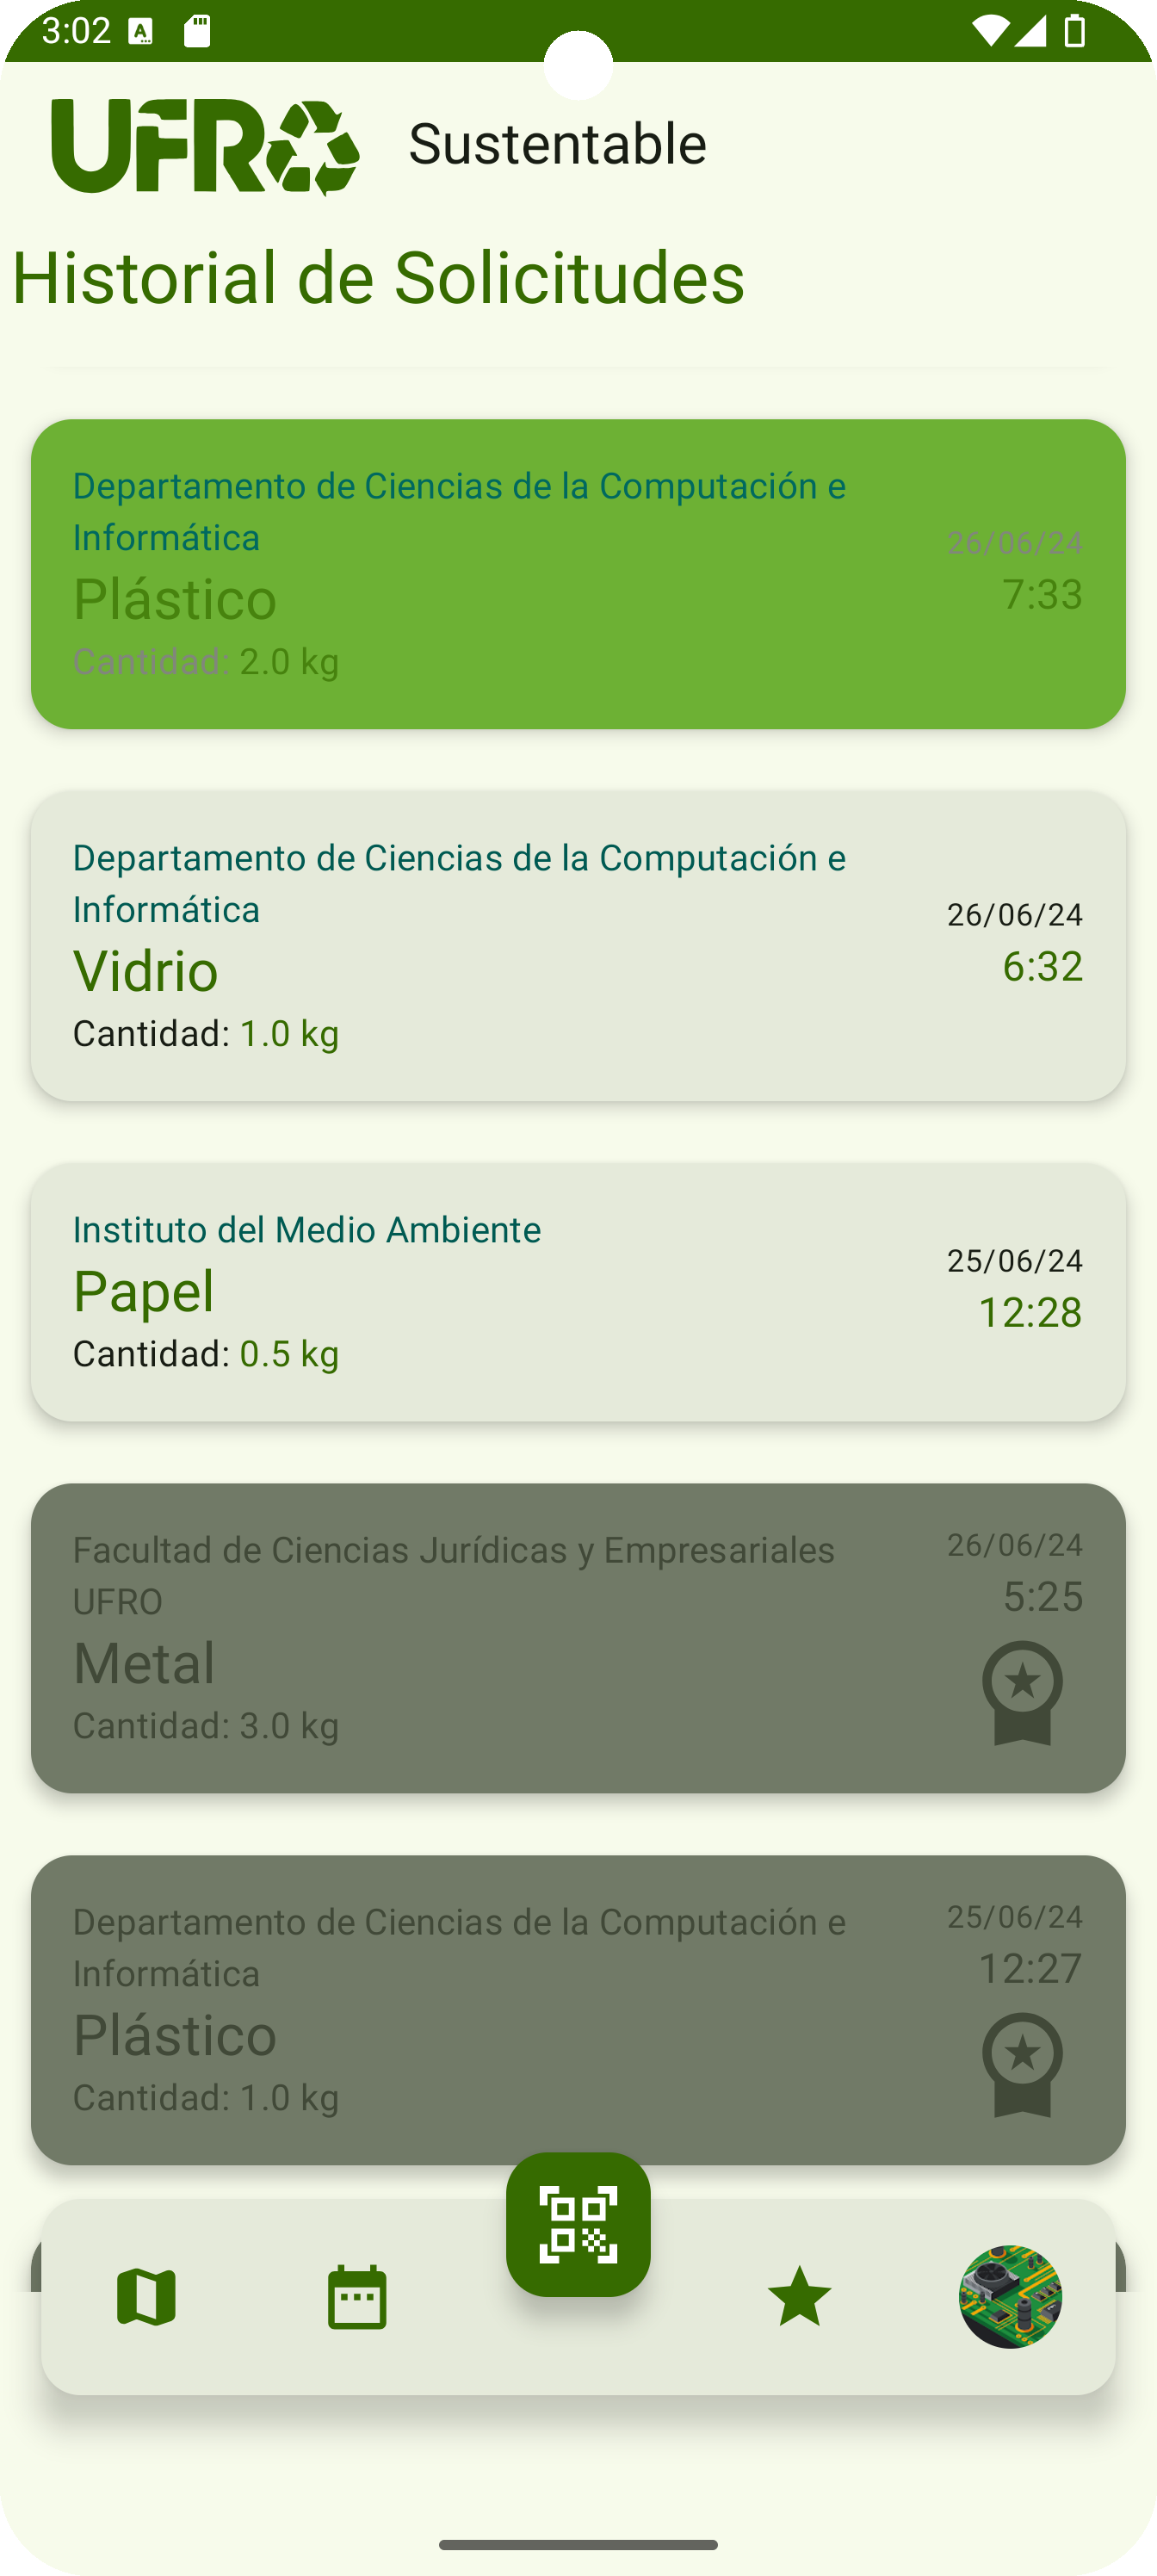 3:02
UFRO Sustentable
Historial de Solicitudes
Departamento de Ciencias de la Computación e
Informática
26/06/24
Plástico
7:33
Cantidad: 2.0 kg
Departamento de Ciencias de la Computación e
Informática
26/06/24
Vidrio
6:32
Cantidad: 1.0 kg
Instituto del Medio Ambiente
25/06/24
Papel
12:28
Cantidad: 0.5 kg
Facultad de Ciencias Jurídicas y Empresariales
UFRO
26/06/24
5:25
Metal
Cantidad: 3.0 kg
Departamento de Ciencias de la Computación e
Informática
25/06/24
12:27
Plástico
Cantidad: 1.0 kg